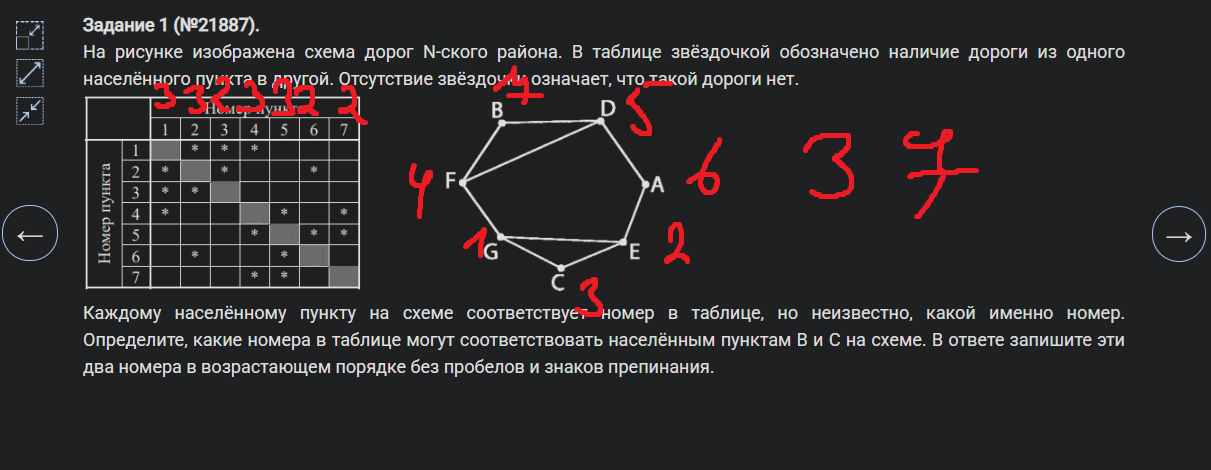 Задание 1 (№21887).
На рисунке изображена схема дорог N-ского района. В таблице звёздочкой обозначено наличие дороги из одного
населённого пункта в другой. Отсутствие звёздочки означает, что такой дороги нет.
3 3 2 3 3 2 2
Номер пункта
1 2 3 4 5 6 7
Номер пункта
1 * * *
2 * * *
3 * *
4 * * *
5 * * *
6 * *
7 * *
B 7 D 5
F 4 A 6 3 7
G 1 E 2
C 3
← →
Каждому населённому пункту на схеме соответствует номер в таблице, но неизвестно, какой именно номер.
Определите, какие номера в таблице могут соответствовать населённым пунктам B и C на схеме. В ответе запишите эти
два номера в возрастающем порядке без пробелов и знаков препинания.